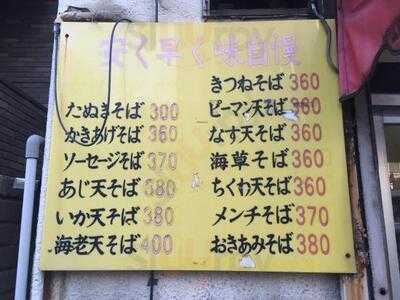 安く早く味自慢
たぬきそば 300
かきあげそば 360
ソーセージそば 370
あじ天そば 380
いか天そば 380
海老天そば 400
きつねそば 360
ピーマン天そば 360
なす天そば 360
海草そば 360
ちくわ天そば 360
メンチそば 370
おきあみそば 380